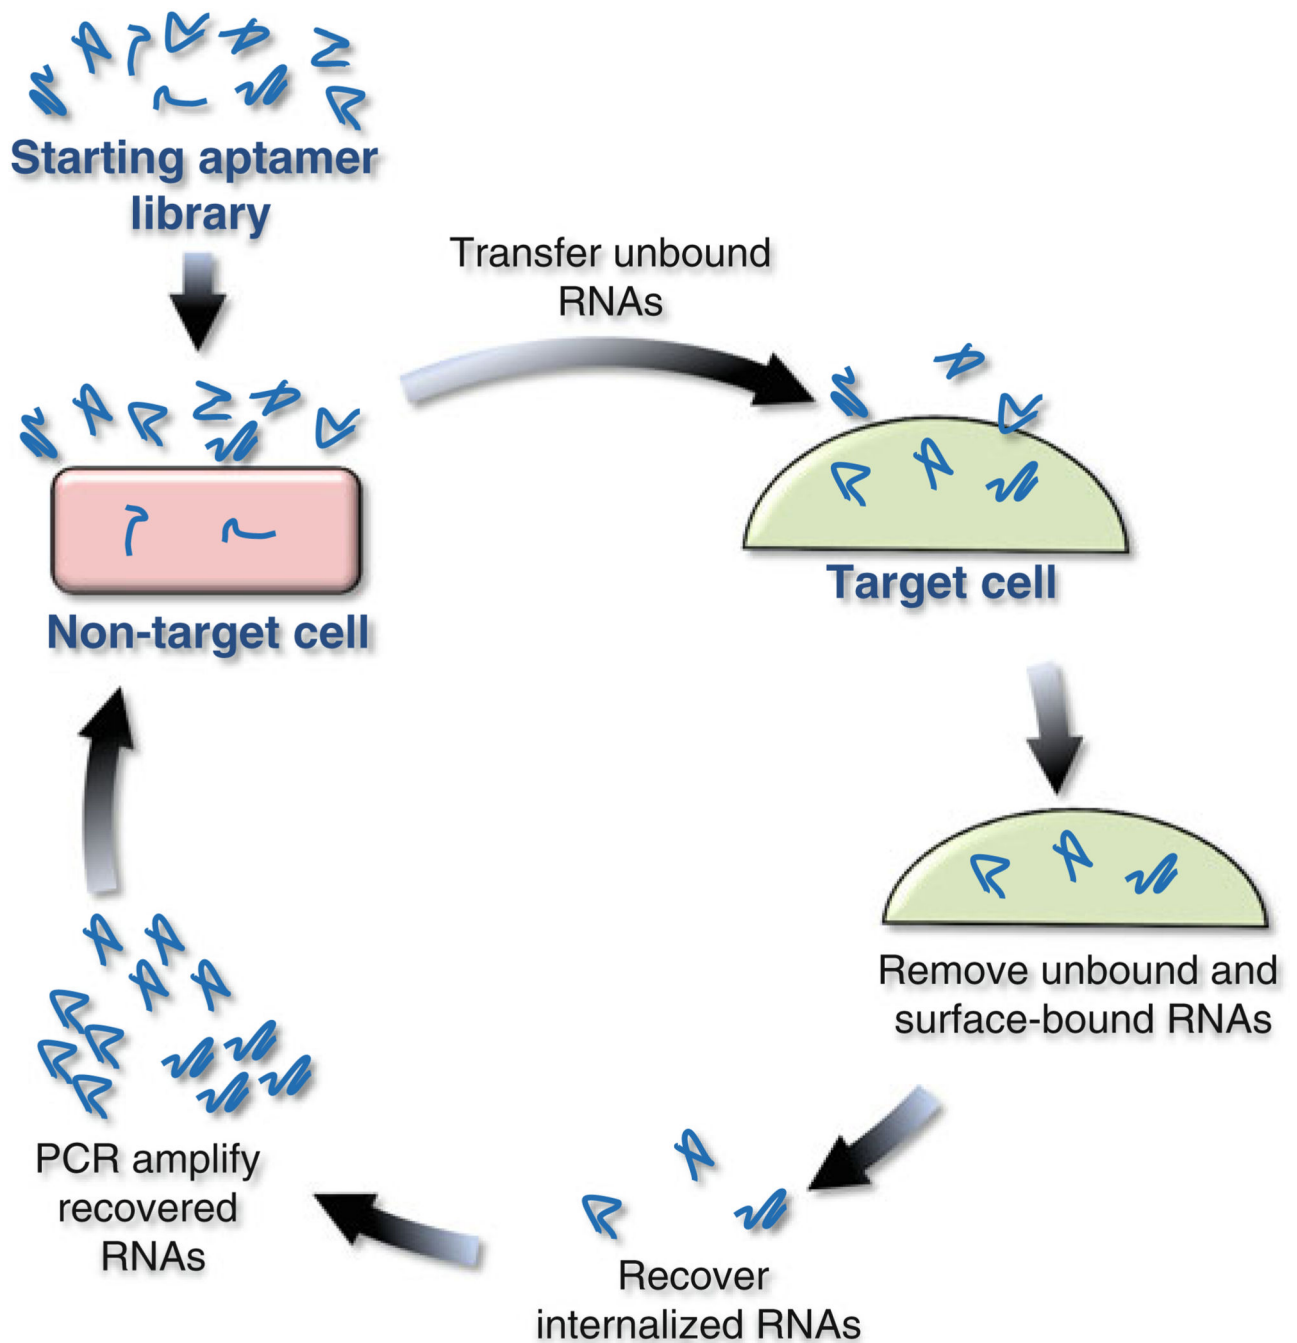 Starting aptamer
library
Transfer unbound
RNAs
Non-target cell
Target cell
Remove unbound and
surface-bound RNAs
Recover
internalized RNAs
PCR amplify
recovered
RNAs